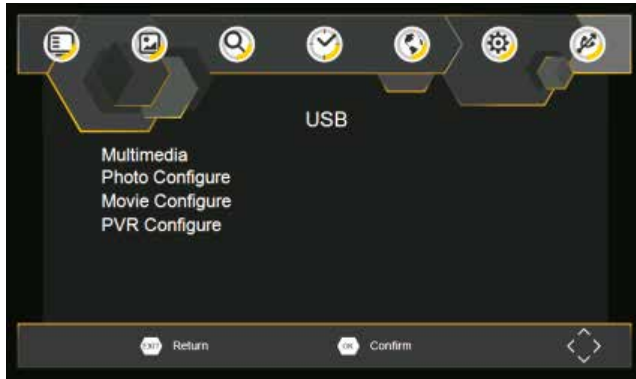 USB
Multimedia
Photo Configure
Movie Configure
PVR Configure
EXIT Return
OK Confirm